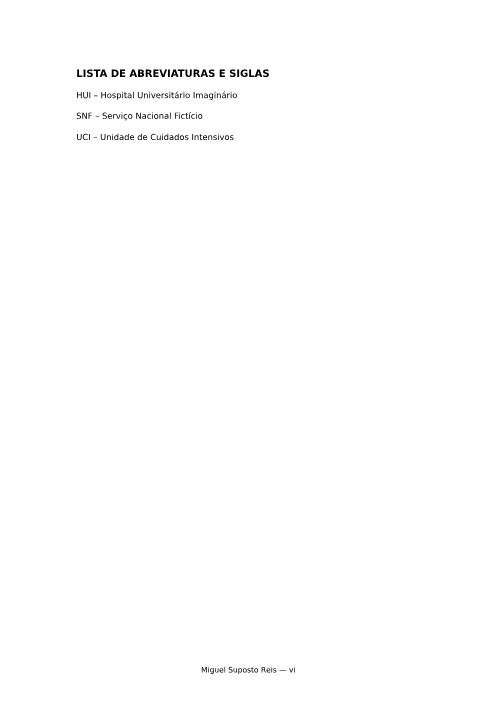 LISTA DE ABREVIATURAS E SIGLAS
HUI – Hospital Universitário Imaginário
SNF – Serviço Nacional Fictício
UCI – Unidade de Cuidados Intensivos
Miguel Suposto Reis — vi